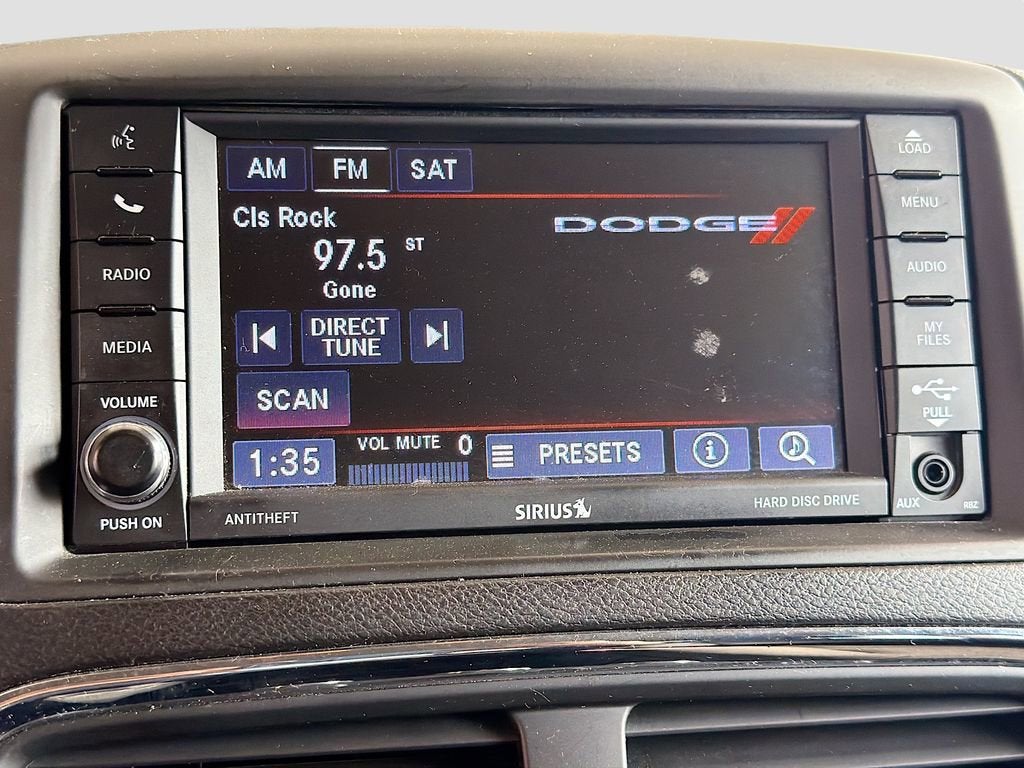 AM FM SAT
Cls Rock
97.5 ST
Gone
DIRECT
TUNE
SCAN
1:35 VOL MUTE 0 PRESETS
DODGE
RADIO
MEDIA
VOLUME
PUSH ON
ANTITHEFT
SIRIUS
HARD DISC DRIVE
LOAD
MENU
AUDIO
MY
FILES
PULL
AUX RBZ